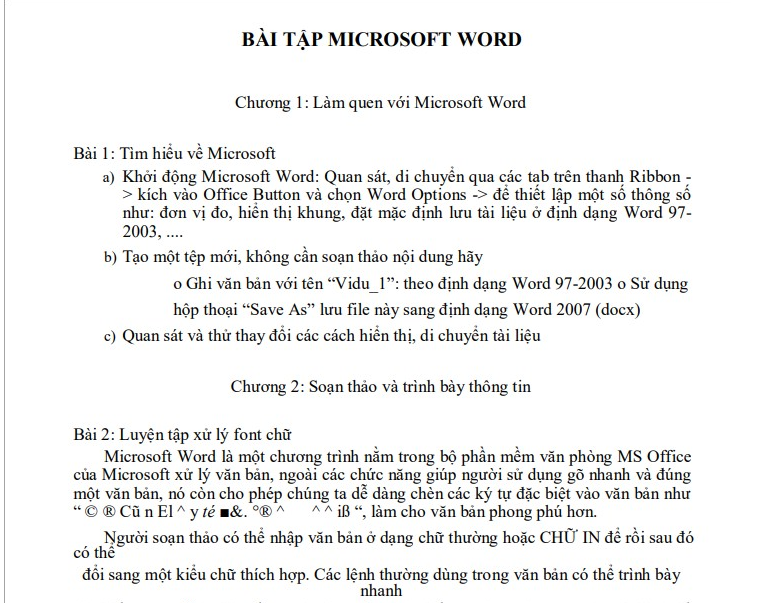 BÀI TẬP MICROSOFT WORD
Chương 1: Làm quen với Microsoft Word
Bài 1: Tìm hiểu về Microsoft
a) Khởi động Microsoft Word: Quan sát, di chuyển qua các tab trên thanh Ribbon -
> kích vào Office Button và chọn Word Options -> để thiết lập một số thông số
như: đơn vị đo, hiển thị khung, đặt mặc định lưu tài liệu ở định dạng Word 97-
2003, ....
b) Tạo một tệp mới, không cần soạn thảo nội dung hãy
o Ghi văn bản với tên “Vidu_1”: theo định dạng Word 97-2003 o Sử dụng
hộp thoại “Save As” lưu file này sang định dạng Word 2007 (docx)
c) Quan sát và thử thay đổi các cách hiển thị, di chuyển tài liệu
Chương 2: Soạn thảo và trình bày thông tin
Bài 2: Luyện tập xử lý font chữ
Microsoft Word là một chương trình nằm trong bộ phần mềm văn phòng MS Office
của Microsoft xử lý văn bản, ngoài các chức năng giúp người sử dụng gõ nhanh và đúng
một văn bản, nó còn cho phép chúng ta dễ dàng chèn các ký tự đặc biệt vào văn bản như
“ © ® Cũ n El ^ y té ■&. °® ^ ^ ^ iß “, làm cho văn bản phong phú hơn.
Người soạn thảo có thể nhập văn bản ở dạng chữ thường hoặc CHỮ IN để rồi sau đó
có thể
đổi sang một kiểu chữ thích hợp. Các lệnh thường dùng trong văn bản có thể trình bày
nhanh